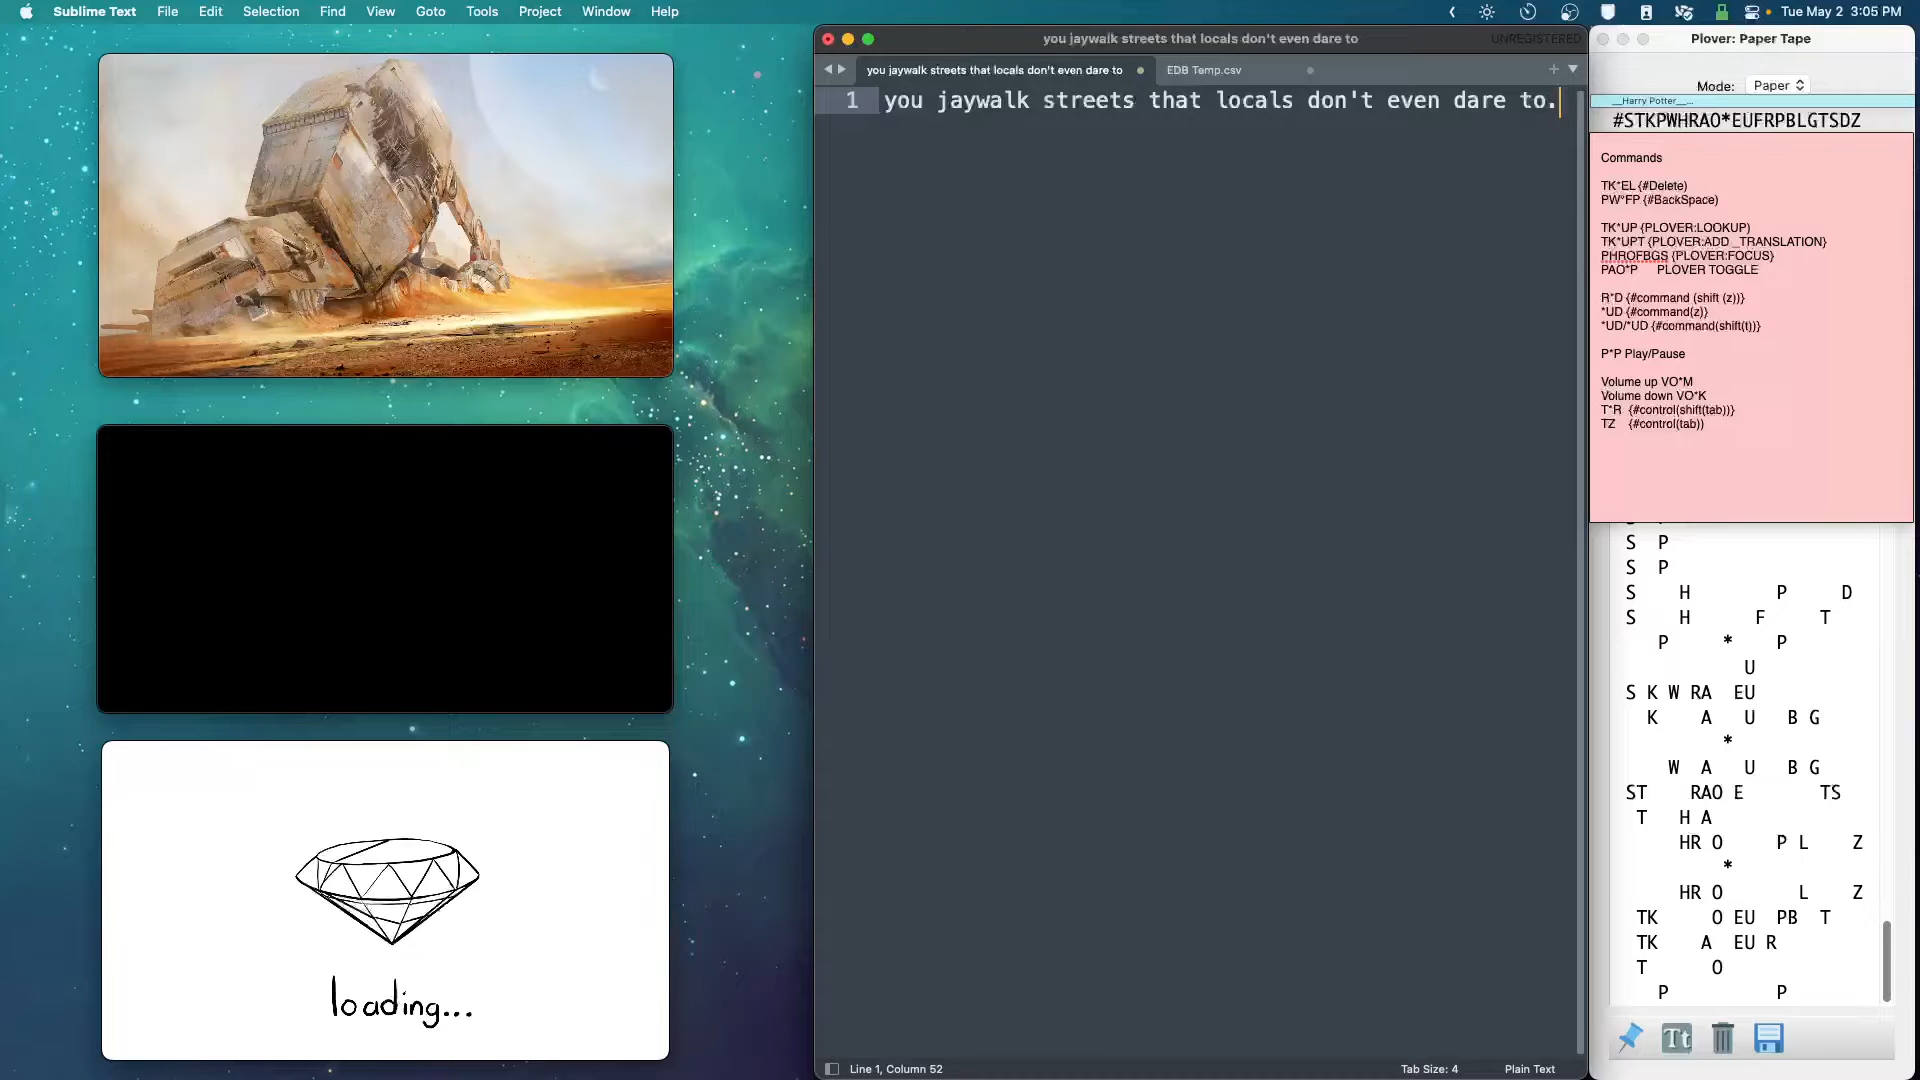 Sublime Text File Edit Selection Find View Goto Tools Project Window Help Tue May 2 3:05 PM
you jaywalk streets that locals don't even dare to UNREGISTERED
you jaywalk streets that locals don't even dare to EDB Temp.csv
1 you jaywalk streets that locals don't even dare to.
Line 1, Column 52 Tab Size: 4 Plain Text
loading...
Plover: Paper Tape
Mode: Paper
__Harry Potter__...
#STKPWHRAO*EUFRPBLGTSDZ
Commands
TK*EL {#Delete)
PW*FP {#BackSpace)
TK*UP {PLOVER:LOOKUP)
TK*UPT {PLOVER:ADD_TRANSLATION}
PHROFBGS {PLOVER:FOCUS}
PAO*P PLOVER TOGGLE
R*D {#command (shift (z))}
*UD {#command(z)}
*UD/*UD {#command(shift(t))}
P*P Play/Pause
Volume up VO*M
Volume down VO*K
T*R {#control(shift(tab))}
TZ {#control(tab))
S P
S P
S H P D
S H F T
P * P
U
S K W RA EU
K A U B G
*
W A U B G
ST RAO E TS
T H A
HR O P L Z
*
HR O L Z
TK O EU PB T
TK A EU R
T O
P P
Tt